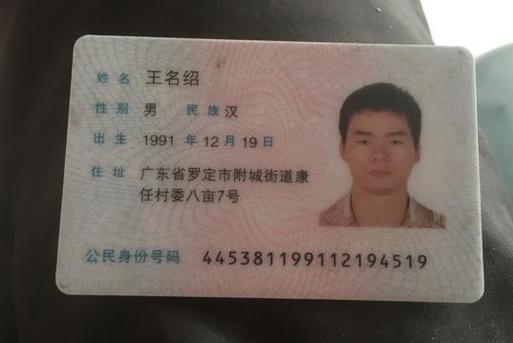 姓名 王名绍
性别 男 民族 汉
出生 1991 年 12 月 19 日
住址 广东省罗定市附城街道康
任村委八亩7号
公民身份号码 445381199112194519